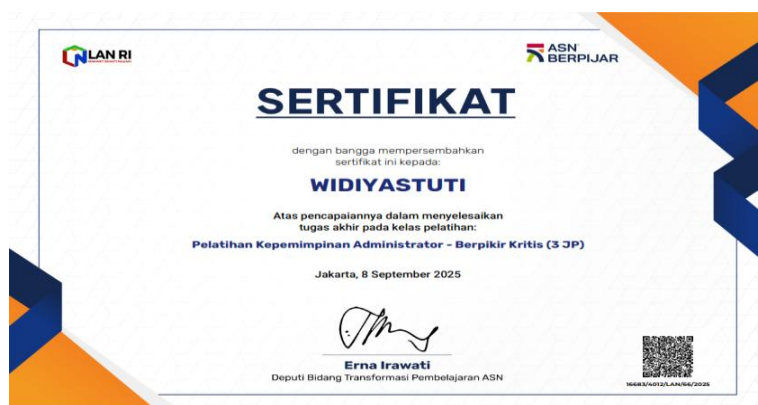 LAN RI
ASN
BERPIJAR
SERTIFIKAT
dengan bangga mempersembahkan
sertifikat ini kepada:
WIDIYASTUTI
Atas pencapaiannya dalam menyelesaikan
tugas akhir pada kelas pelatihan:
Pelatihan Kepemimpinan Administrator - Berpikir Kritis (3 JP)
Jakarta, 8 September 2025
Erna Irawati
Deputi Bidang Transformasi Pembelajaran ASN
16683/4012/LAN/66/2025